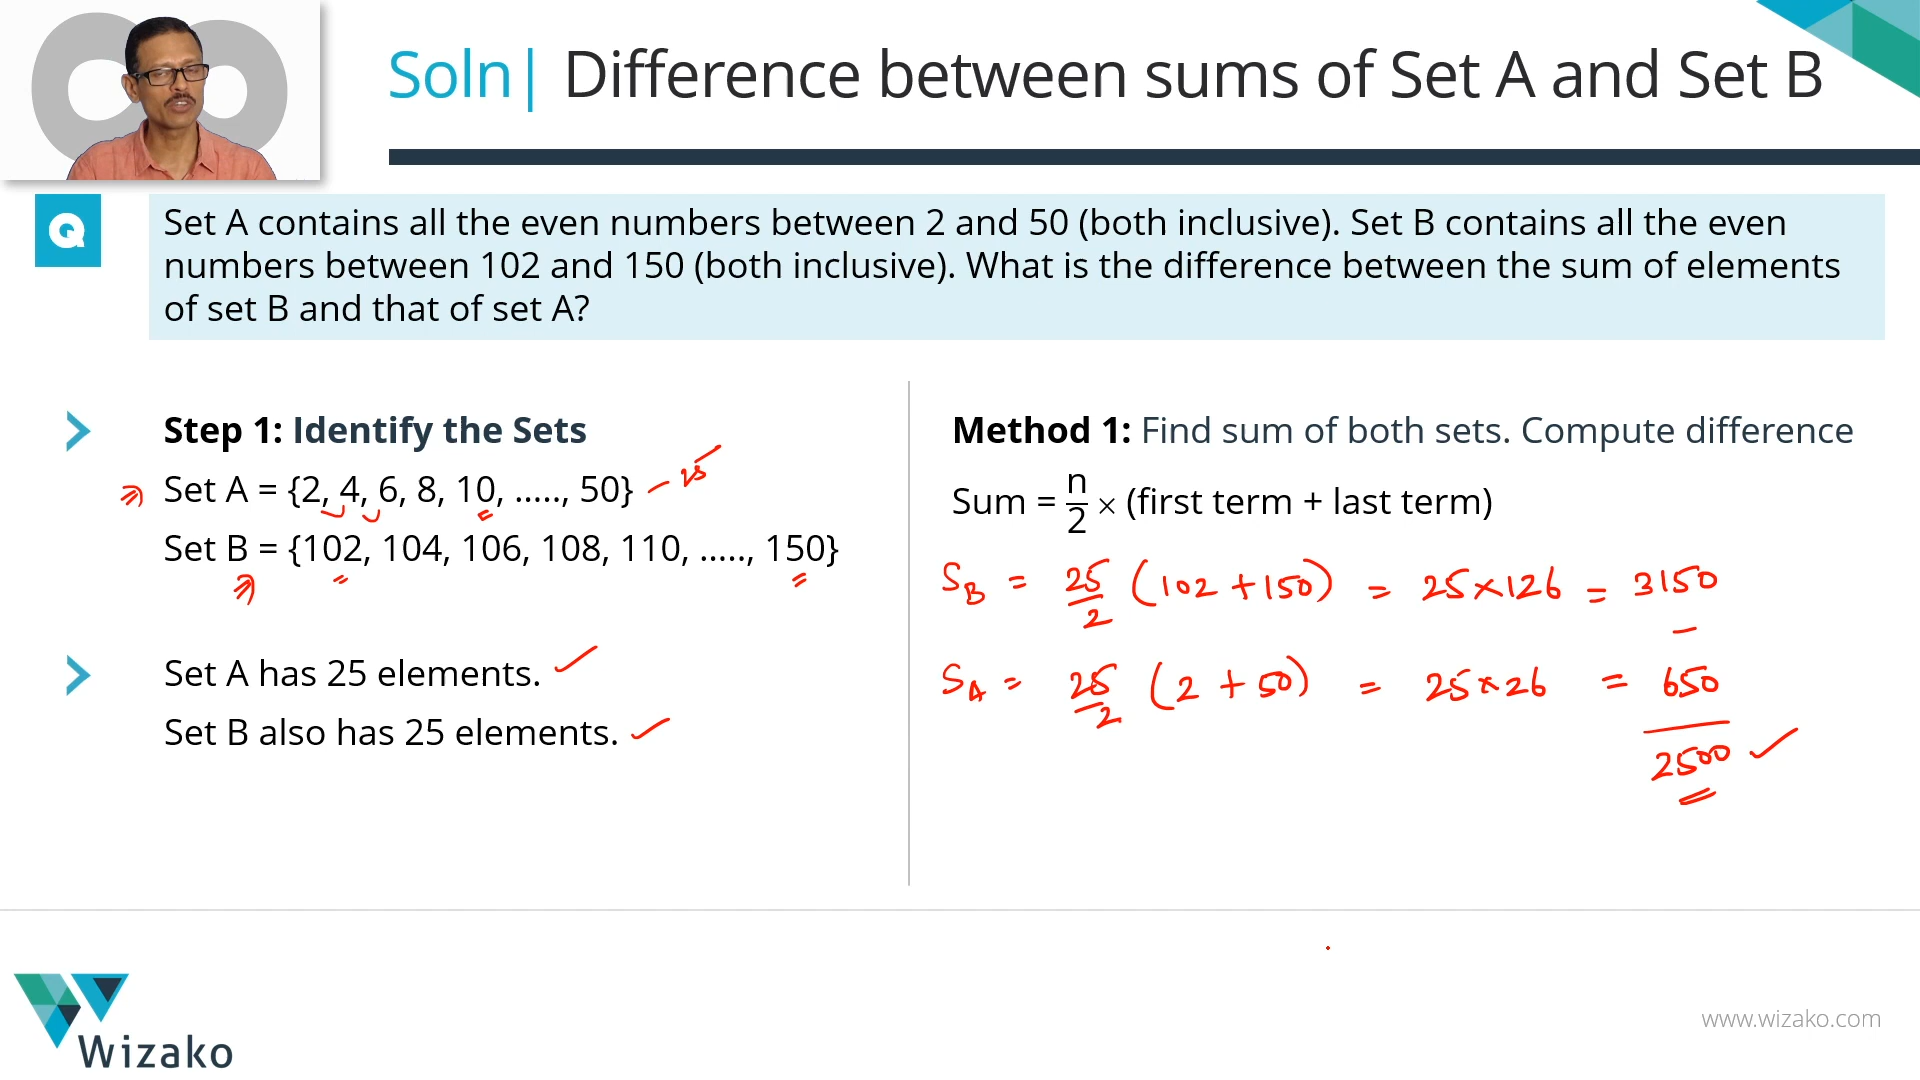 Soln| Difference between sums of Set A and Set B
Q
Set A contains all the even numbers between 2 and 50 (both inclusive). Set B contains all the even
numbers between 102 and 150 (both inclusive). What is the difference between the sum of elements
of set B and that of set A?
Step 1: Identify the Sets
Set A = {2, 4, 6, 8, 10, ....., 50} – 25
Set B = {102, 104, 106, 108, 110, ....., 150}
Set A has 25 elements. ✓
Set B also has 25 elements. ✓
Method 1: Find sum of both sets. Compute difference
Sum = n/2 × (first term + last term)
S_B = 25/2 (102 + 150) = 25 × 126 = 3150
–
S_A = 25/2 (2 + 50) = 25 × 26 = 650
2500 ✓
Wizako
www.wizako.com